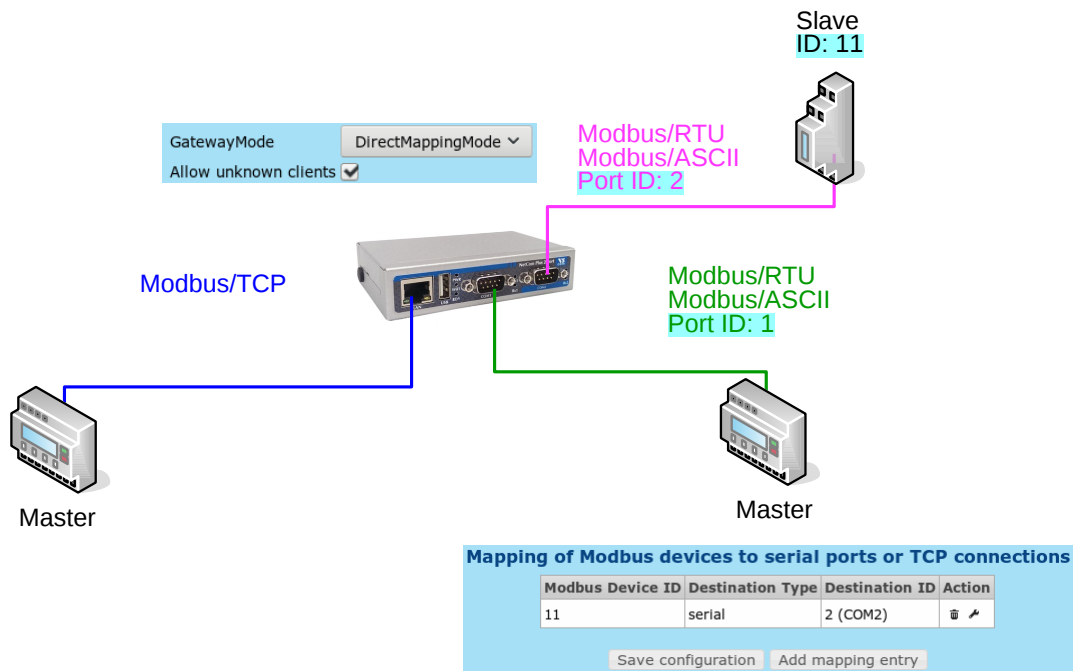 Slave
ID: 11
GatewayMode DirectMappingMode
Allow unknown clients
Modbus/RTU
Modbus/ASCII
Port ID: 2
Modbus/TCP
Modbus/RTU
Modbus/ASCII
Port ID: 1
Master
Master
Mapping of Modbus devices to serial ports or TCP connections
Modbus Device ID Destination Type Destination ID Action
11 serial 2 (COM2)
Save configuration Add mapping entry